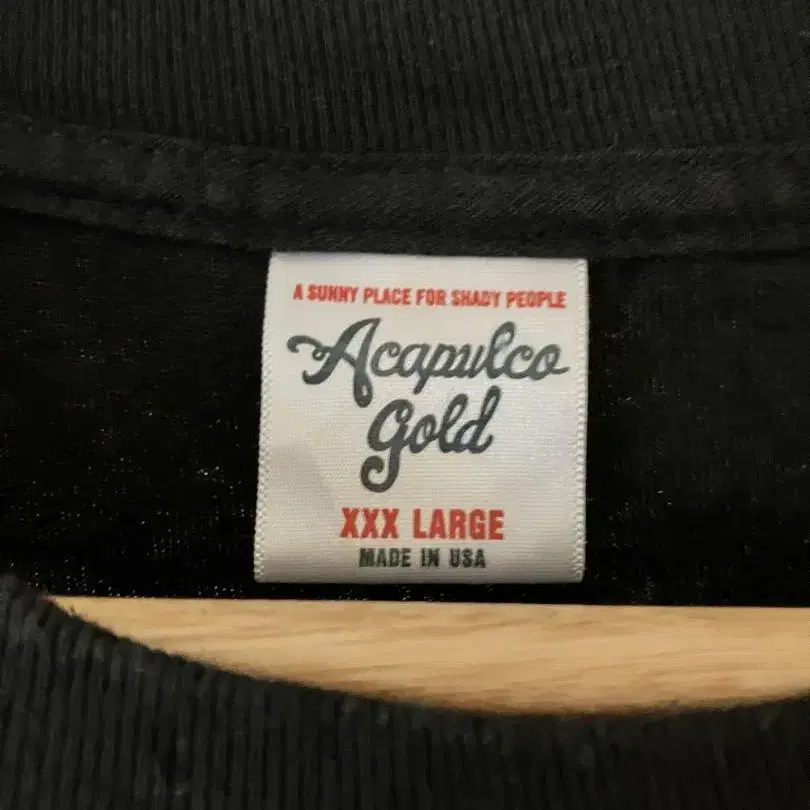 A SUNNY PLACE FOR SHADY PEOPLE
Acapulco
gold
XXX LARGE
MADE IN USA